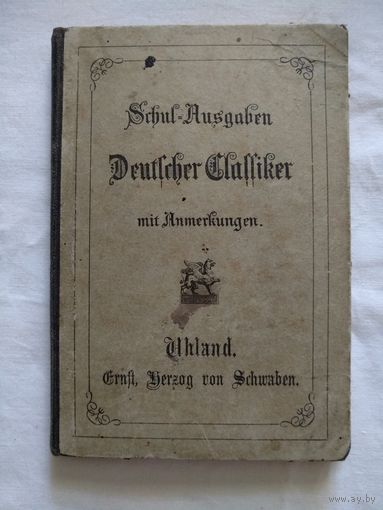 Schul-Ausgaben
Deutscher Classiker
mit Anmerkungen.
Uhland.
Ernst, Herzog von Schwaben.
www.ay.by